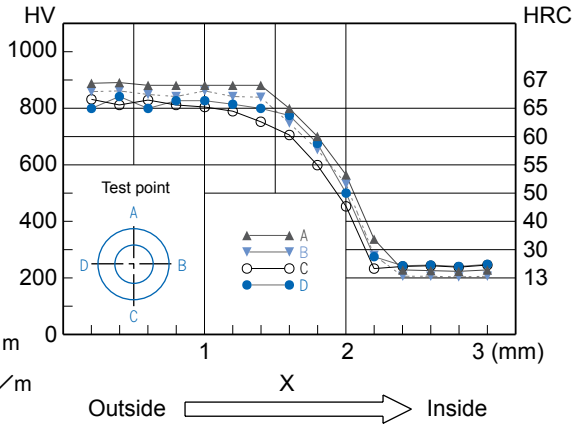 HV
HRC
1000
800
600
400
200
0
67
65
60
55
50
40
30
13
Test point
A
D
B
C
A
B
C
D
1
2
3 (mm)
m
／m
X
Outside
Inside